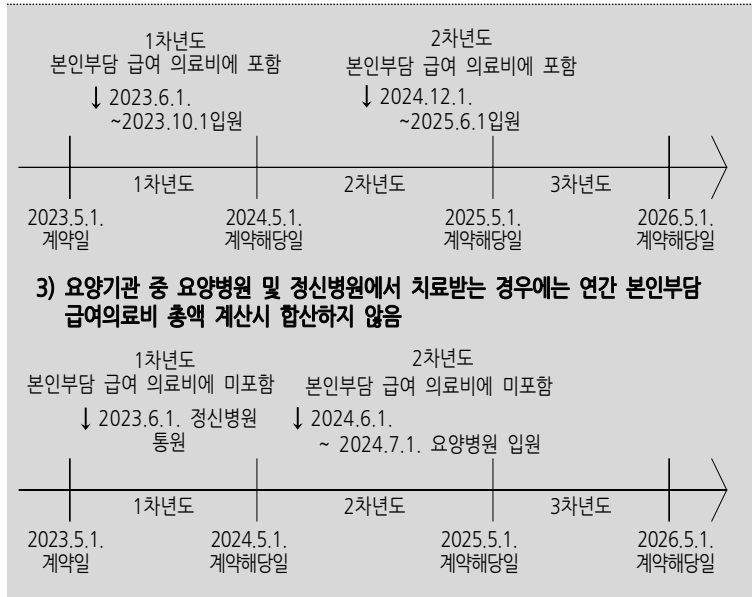 1차년도
본인부담 급여 의료비에 포함
↓ 2023.6.1.
~2023.10.1입원
2차년도
본인부담 급여 의료비에 포함
↓ 2024.12.1.
~2025.6.1입원
1차년도
2차년도
3차년도
2023.5.1.
계약일
2024.5.1.
계약해당일
2025.5.1.
계약해당일
2026.5.1.
계약해당일
3) 요양기관 중 요양병원 및 정신병원에서 치료받는 경우에는 연간 본인부담
급여의료비 총액 계산시 합산하지 않음
1차년도
본인부담 급여 의료비에 미포함
↓ 2023.6.1. 정신병원
통원
2차년도
본인부담 급여 의료비에 미포함
↓ 2024.6.1.
~ 2024.7.1. 요양병원 입원
1차년도
2차년도
3차년도
2023.5.1.
계약일
2024.5.1.
계약해당일
2025.5.1.
계약해당일
2026.5.1.
계약해당일